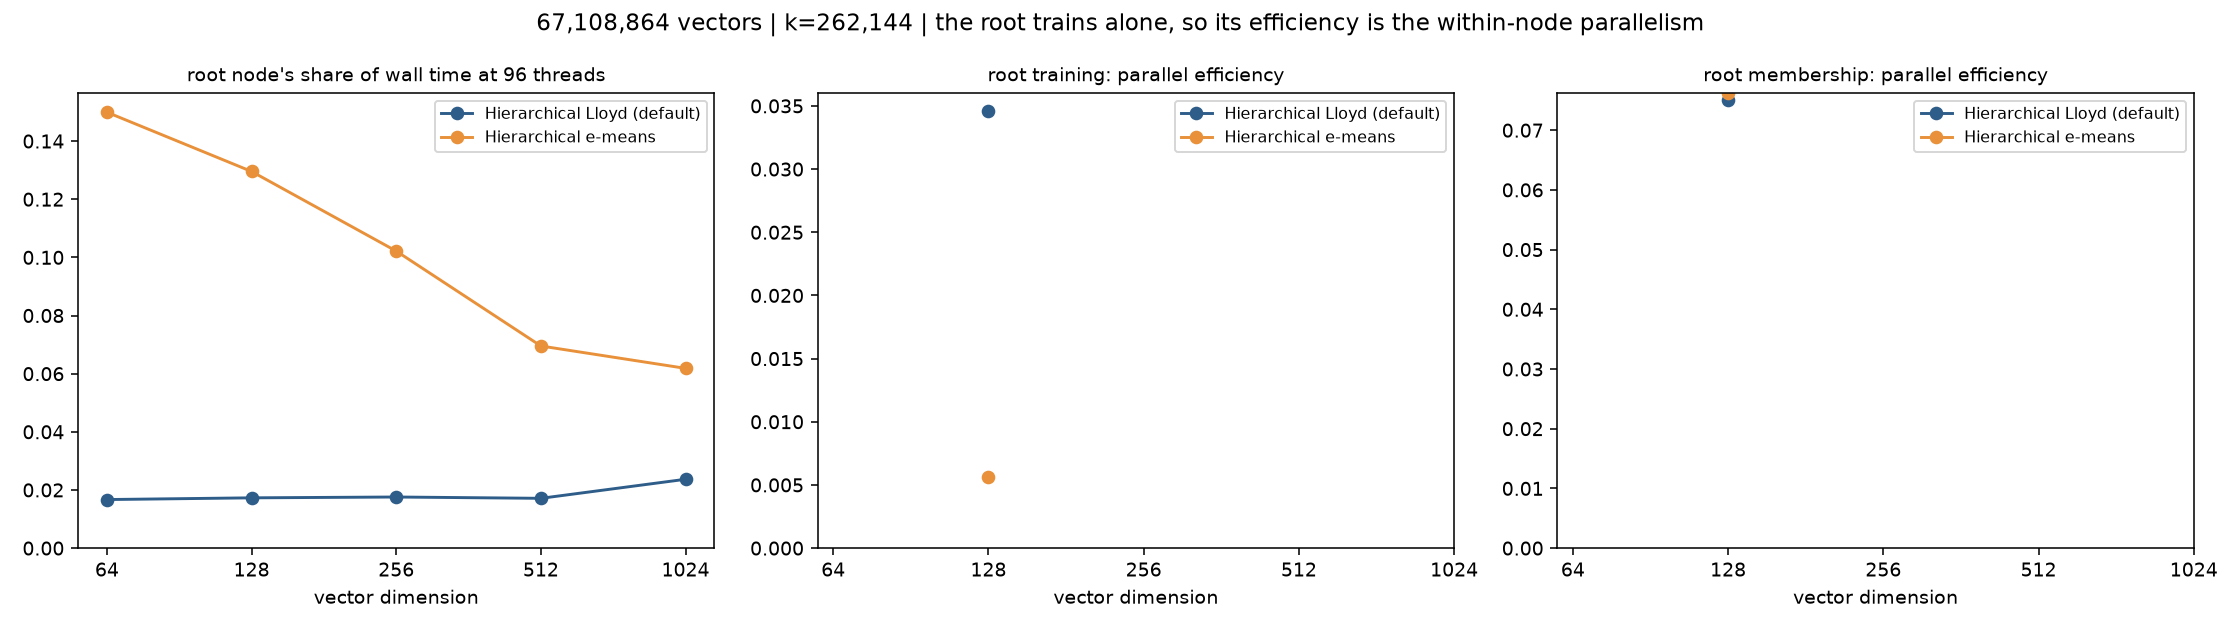 67,108,864 vectors | k=262,144 | the root trains alone, so its efficiency is the within-node parallelism
root node's share of wall time at 96 threads
0.14
0.12
0.10
0.08
0.06
0.04
0.02
0.00
64 128 256 512 1024
vector dimension
Hierarchical Lloyd (default)
Hierarchical e-means
root training: parallel efficiency
0.035
0.030
0.025
0.020
0.015
0.010
0.005
0.000
64 128 256 512 1024
vector dimension
Hierarchical Lloyd (default)
Hierarchical e-means
root membership: parallel efficiency
0.07
0.06
0.05
0.04
0.03
0.02
0.01
0.00
64 128 256 512 1024
vector dimension
Hierarchical Lloyd (default)
Hierarchical e-means